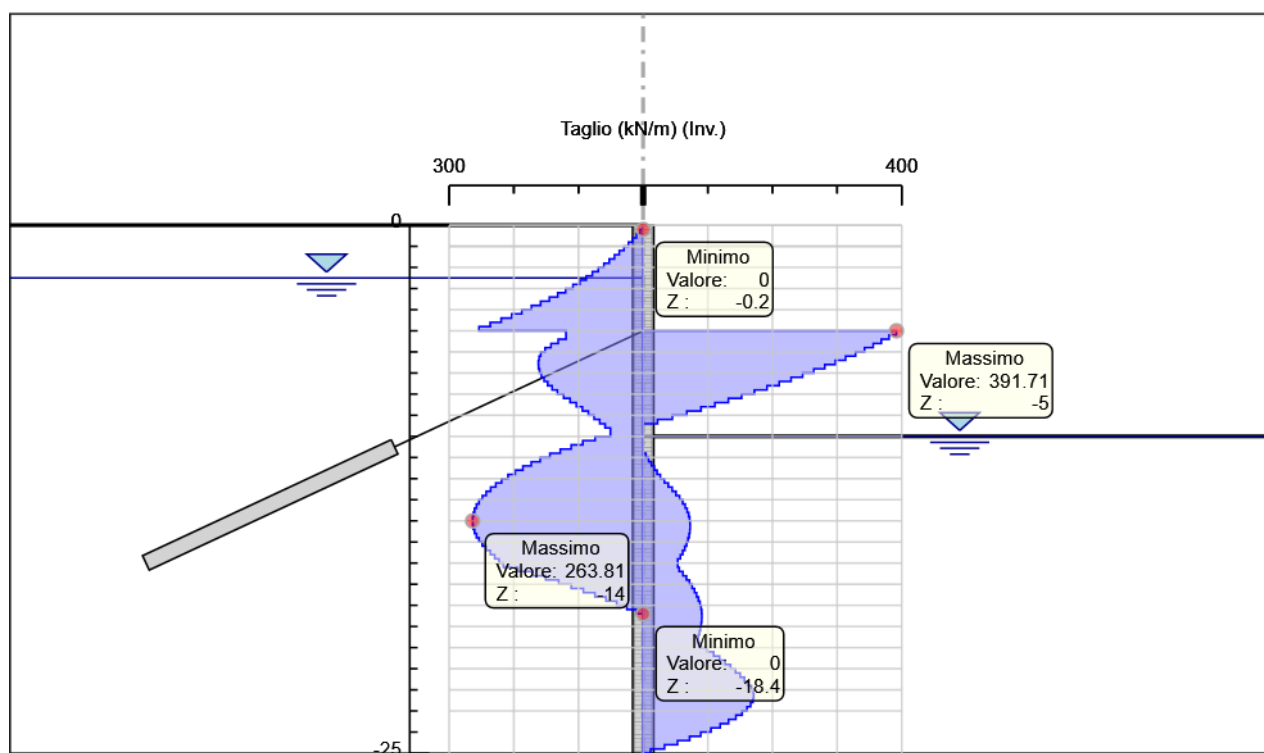 Taglio (kN/m) (Inv.)
300
400
0
Minimo
Valore: 0
Z : -0.2
Massimo
Valore: 391.71
Z : -5
Massimo
Valore: 263.81
Z : -14
Minimo
Valore: 0
Z : -18.4
-25